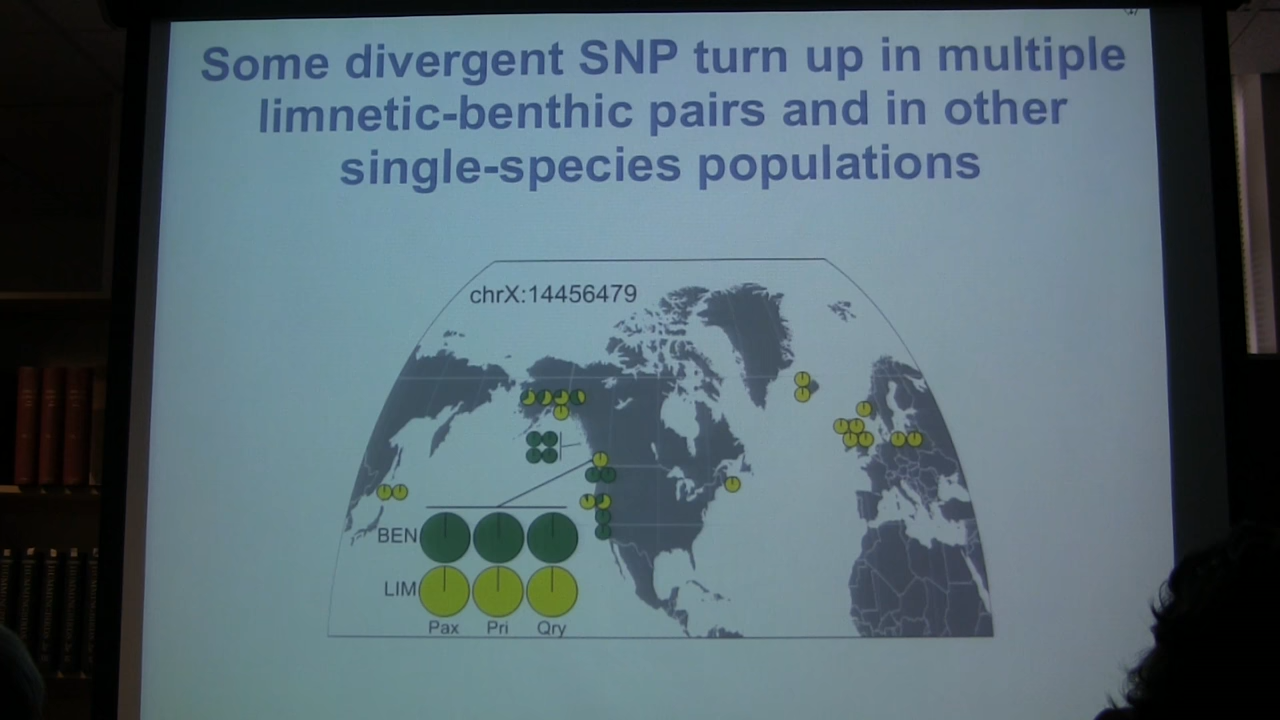 Some divergent SNP turn up in multiple
limnetic-benthic pairs and in other
single-species populations
chrX:14456479
BEN
LIM
Pax Pri Qry